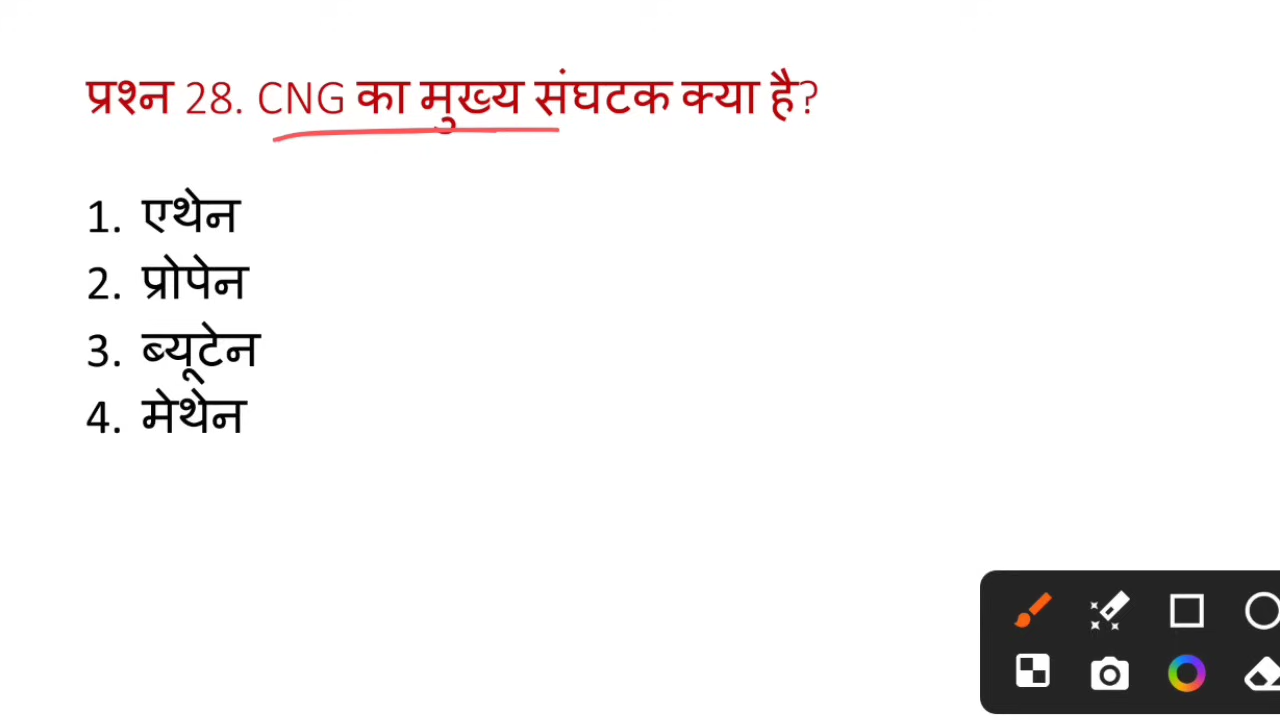 प्रश्न 28. CNG का मुख्य संघटक क्या है?
1. एथेन
2. प्रोपेन
3. ब्यूटेन
4. मेथेन